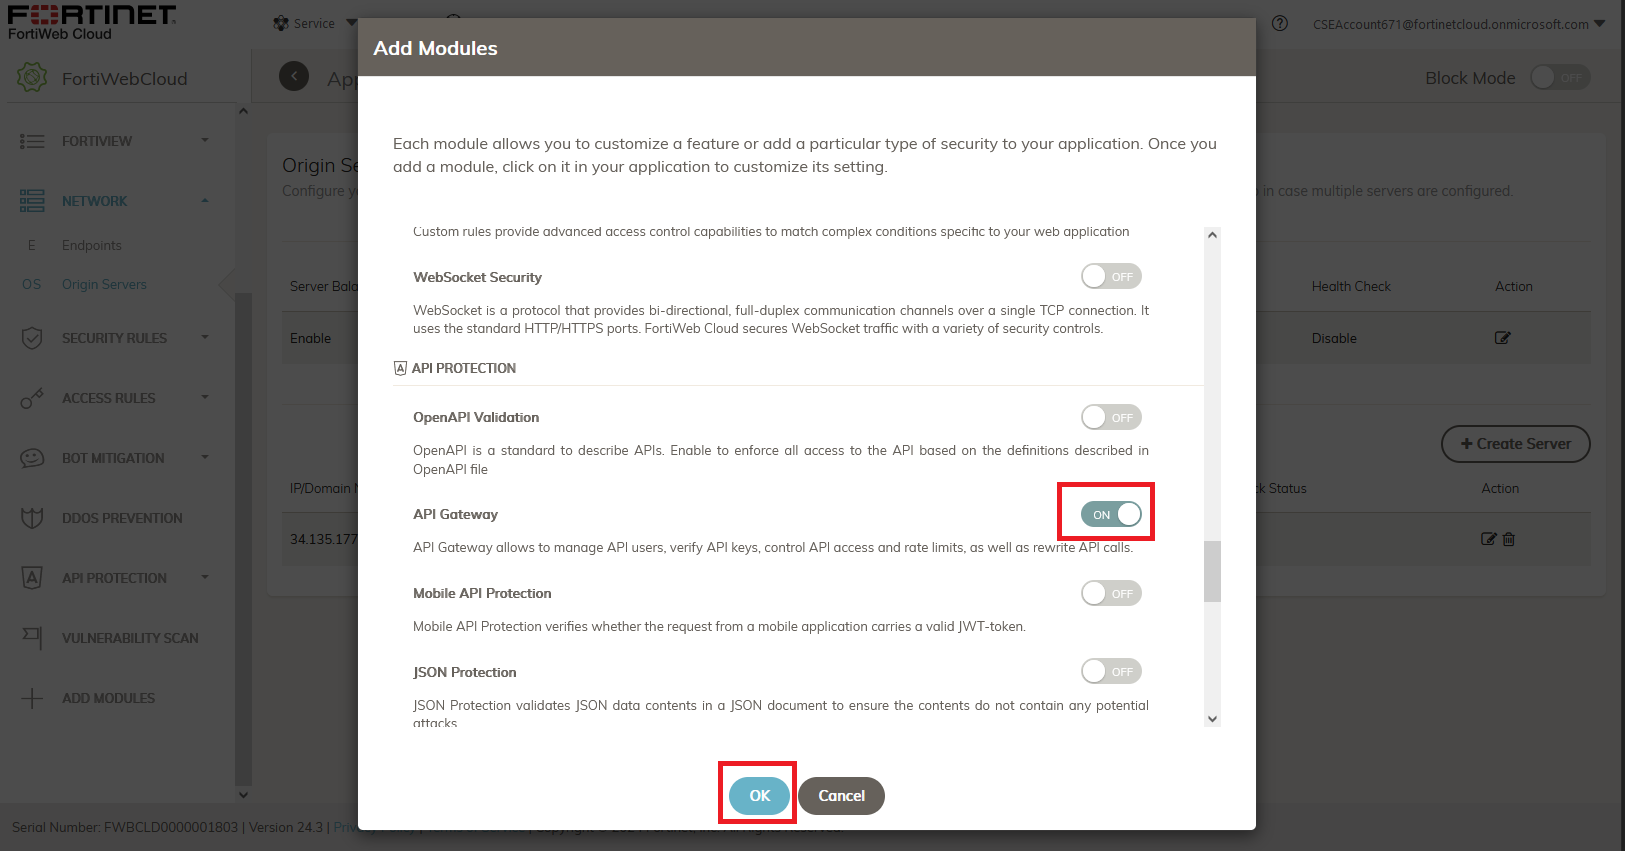 FORTINET
FortiWeb Cloud
Service
CSEAccount671@fortinetcloud.onmicrosoft.com
Add Modules
FortiWebCloud
App
Block Mode
OFF
FORTIVIEW
NETWORK
E Endpoints
OS Origin Servers
SECURITY RULES
ACCESS RULES
BOT MITIGATION
DDOS PREVENTION
API PROTECTION
VULNERABILITY SCAN
ADD MODULES
Origin Se
Configure y
in case multiple servers are configured.
Server Bala
Health Check
Action
Enable
Disable
Create Server
IP/Domain
ck Status
Action
34.135.177
Each module allows you to customize a feature or add a particular type of security to your application. Once you
add a module, click on it in your application to customize its setting.
Custom rules provide advanced access control capabilities to match complex conditions specific to your web application
WebSocket Security
OFF
WebSocket is a protocol that provides bi-directional, full-duplex communication channels over a single TCP connection. It
uses the standard HTTP/HTTPS ports. FortiWeb Cloud secures WebSocket traffic with a variety of security controls.
API PROTECTION
OpenAPI Validation
OFF
OpenAPI is a standard to describe APIs. Enable to enforce all access to the API based on the definitions described in
OpenAPI file
API Gateway
ON
API Gateway allows to manage API users, verify API keys, control API access and rate limits, as well as rewrite API calls.
Mobile API Protection
OFF
Mobile API Protection verifies whether the request from a mobile application carries a valid JWT-token.
JSON Protection
OFF
JSON Protection validates JSON data contents in a JSON document to ensure the contents do not contain any potential
attacks.
OK
Cancel
Serial Number: FWBCLD0000001803 | Version 24.3 |